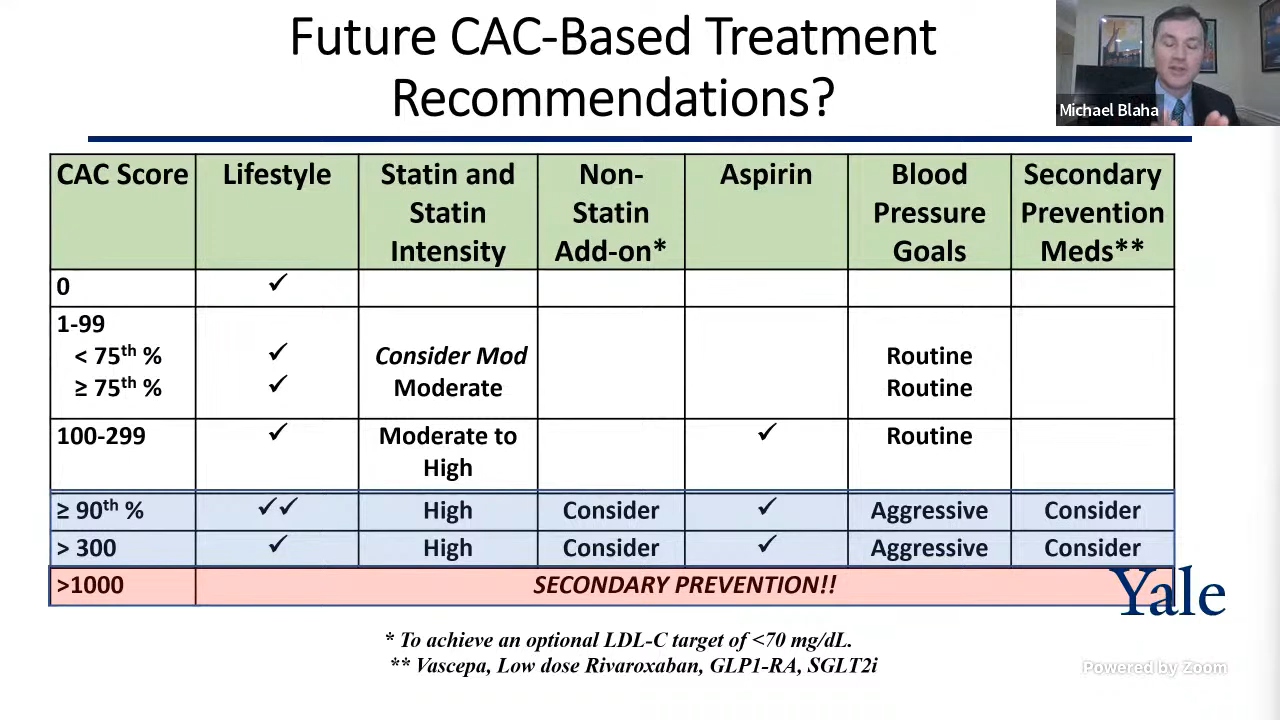 Future CAC-Based Treatment
Recommendations?
Michael Blaha
CAC Score Lifestyle Statin and Statin Intensity Non-Statin Add-on* Aspirin Blood Pressure Goals Secondary Prevention Meds**
0 ✓
1-99
< 75th % ✓ Consider Mod Routine
≥ 75th % ✓ Moderate Routine
100-299 ✓ Moderate to High ✓ Routine
≥ 90th % ✓✓ High Consider ✓ Aggressive Consider
> 300 ✓ High Consider ✓ Aggressive Consider
>1000 SECONDARY PREVENTION!!
Yale
* To achieve an optional LDL-C target of <70 mg/dL.
** Vascepa, Low dose Rivaroxaban, GLP1-RA, SGLT2i
Powered by Zoom